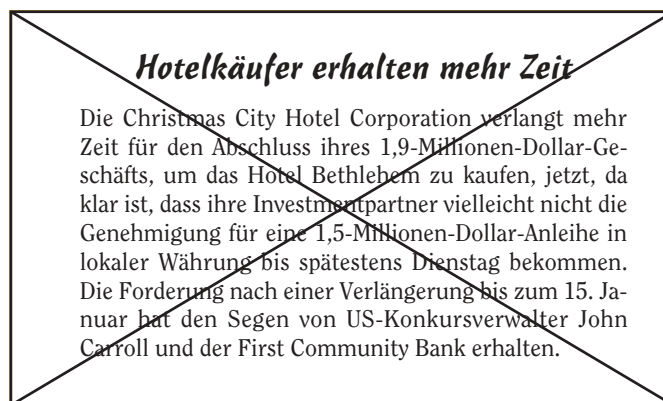 Hotelkäufer erhalten mehr Zeit
Die Christmas City Hotel Corporation verlangt mehr
Zeit für den Abschluss ihres 1,9-Millionen-Dollar-Ge-
schäfts, um das Hotel Bethlehem zu kaufen, jetzt, da
klar ist, dass ihre Investmentpartner vielleicht nicht die
Genehmigung für eine 1,5-Millionen-Dollar-Anleihe in
lokaler Währung bis spätestens Dienstag bekommen.
Die Forderung nach einer Verlängerung bis zum 15. Ja-
nuar hat den Segen von US-Konkursverwalter John
Carroll und der First Community Bank erhalten.